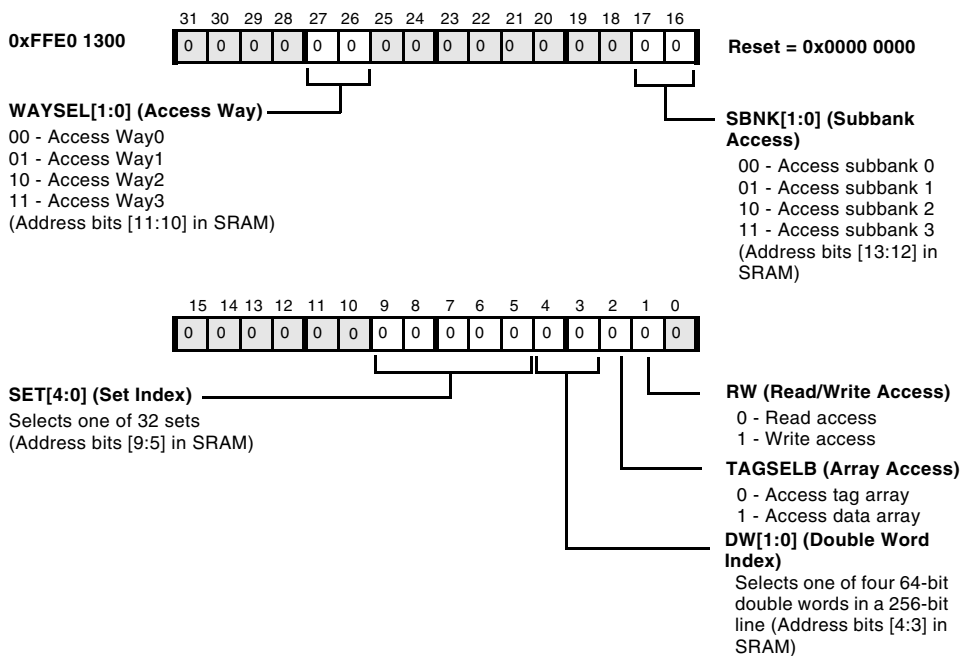 31 30 29 28 27 26 25 24 23 22 21 20 19 18 17 16
0xFFE0 1300
0 0 0 0 0 0 0 0 0 0 0 0 0 0 0 0
Reset = 0x0000 0000
WAYSEL[1:0] (Access Way)
00 - Access Way0
01 - Access Way1
10 - Access Way2
11 - Access Way3
(Address bits [11:10] in SRAM)
SBNK[1:0] (Subbank
Access)
00 - Access subbank 0
01 - Access subbank 1
10 - Access subbank 2
11 - Access subbank 3
(Address bits [13:12] in
SRAM)
15 14 13 12 11 10 9 8 7 6 5 4 3 2 1 0
0 0 0 0 0 0 0 0 0 0 0 0 0 0 0 0
SET[4:0] (Set Index)
Selects one of 32 sets
(Address bits [9:5] in SRAM)
RW (Read/Write Access)
0 - Read access
1 - Write access
TAGSELB (Array Access)
0 - Access tag array
1 - Access data array
DW[1:0] (Double Word
Index)
Selects one of four 64-bit
double words in a 256-bit
line (Address bits [4:3] in
SRAM)